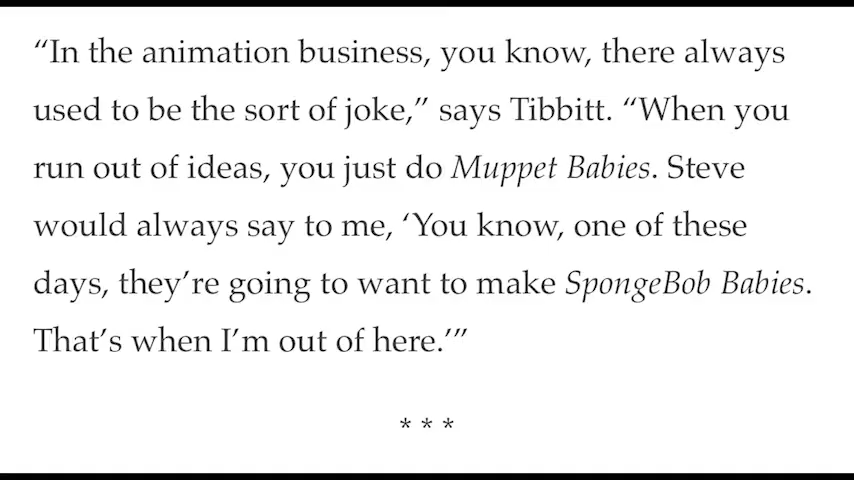 “In the animation business, you know, there always
used to be the sort of joke,” says Tibbitt. “When you
run out of ideas, you just do Muppet Babies. Steve
would always say to me, ‘You know, one of these
days, they’re going to want to make SpongeBob Babies.
That’s when I’m out of here.’”
* * *